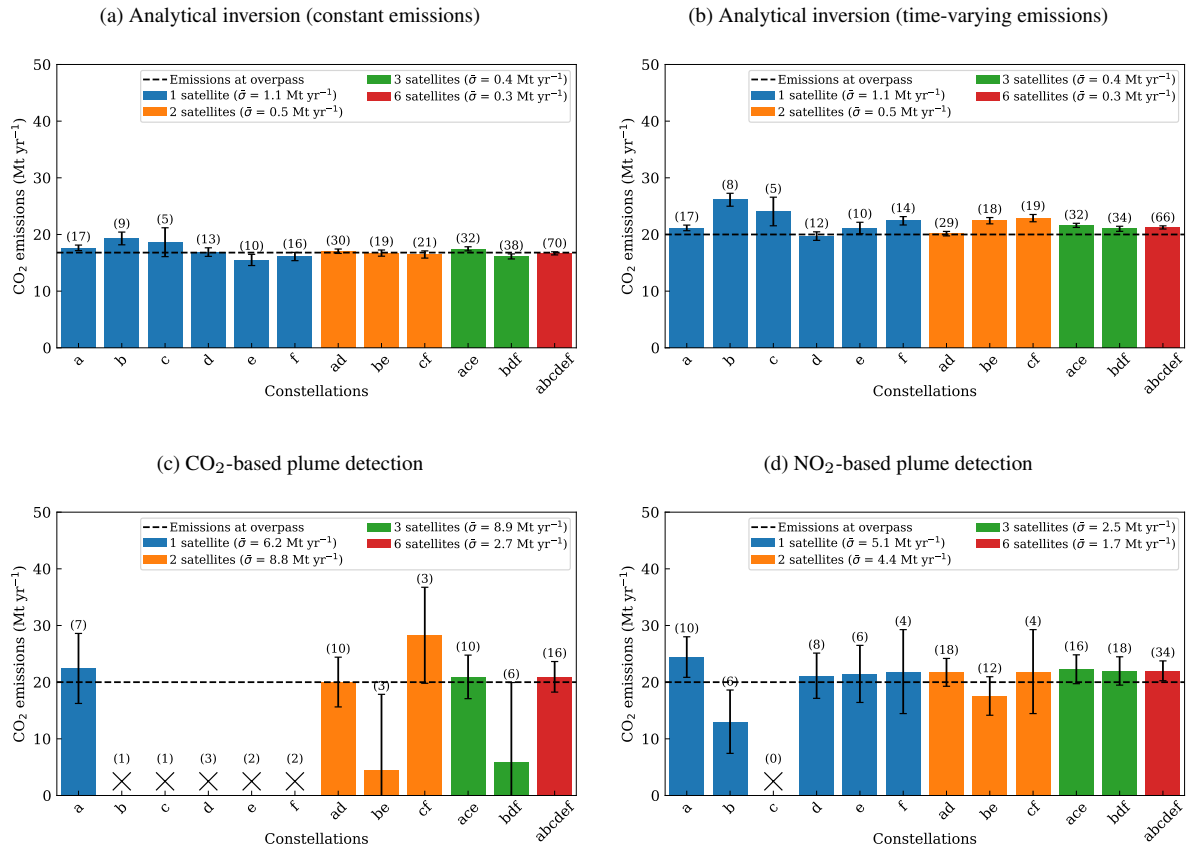 (a) Analytical inversion (constant emissions)
50
40
30
20
10
0
CO₂ emissions (Mt yr⁻¹)
Emissions at overpass
1 satellite (σ̄ = 1.1 Mt yr⁻¹)
2 satellites (σ̄ = 0.5 Mt yr⁻¹)
3 satellites (σ̄ = 0.4 Mt yr⁻¹)
6 satellites (σ̄ = 0.3 Mt yr⁻¹)
(17) (9) (5) (13) (10) (16) (30) (19) (21) (32) (38) (70)
a b c d e f ad be cf ace bdf abcdef
Constellations
(b) Analytical inversion (time-varying emissions)
50
40
30
20
10
0
CO₂ emissions (Mt yr⁻¹)
Emissions at overpass
1 satellite (σ̄ = 1.1 Mt yr⁻¹)
2 satellites (σ̄ = 0.5 Mt yr⁻¹)
3 satellites (σ̄ = 0.4 Mt yr⁻¹)
6 satellites (σ̄ = 0.3 Mt yr⁻¹)
(17) (8) (5) (12) (10) (14) (29) (18) (19) (32) (34) (66)
a b c d e f ad be cf ace bdf abcdef
Constellations
(c) CO₂-based plume detection
50
40
30
20
10
0
CO₂ emissions (Mt yr⁻¹)
Emissions at overpass
1 satellite (σ̄ = 6.2 Mt yr⁻¹)
2 satellites (σ̄ = 8.8 Mt yr⁻¹)
3 satellites (σ̄ = 8.9 Mt yr⁻¹)
6 satellites (σ̄ = 2.7 Mt yr⁻¹)
(7) (1) (1) (3) (2) (2) (10) (3) (3) (10) (6) (16)
a b c d e f ad be cf ace bdf abcdef
Constellations
(d) NO₂-based plume detection
50
40
30
20
10
0
CO₂ emissions (Mt yr⁻¹)
Emissions at overpass
1 satellite (σ̄ = 5.1 Mt yr⁻¹)
2 satellites (σ̄ = 4.4 Mt yr⁻¹)
3 satellites (σ̄ = 2.5 Mt yr⁻¹)
6 satellites (σ̄ = 1.7 Mt yr⁻¹)
(10) (6) (0) (8) (6) (4) (18) (12) (4) (16) (18) (34)
a b c d e f ad be cf ace bdf abcdef
Constellations